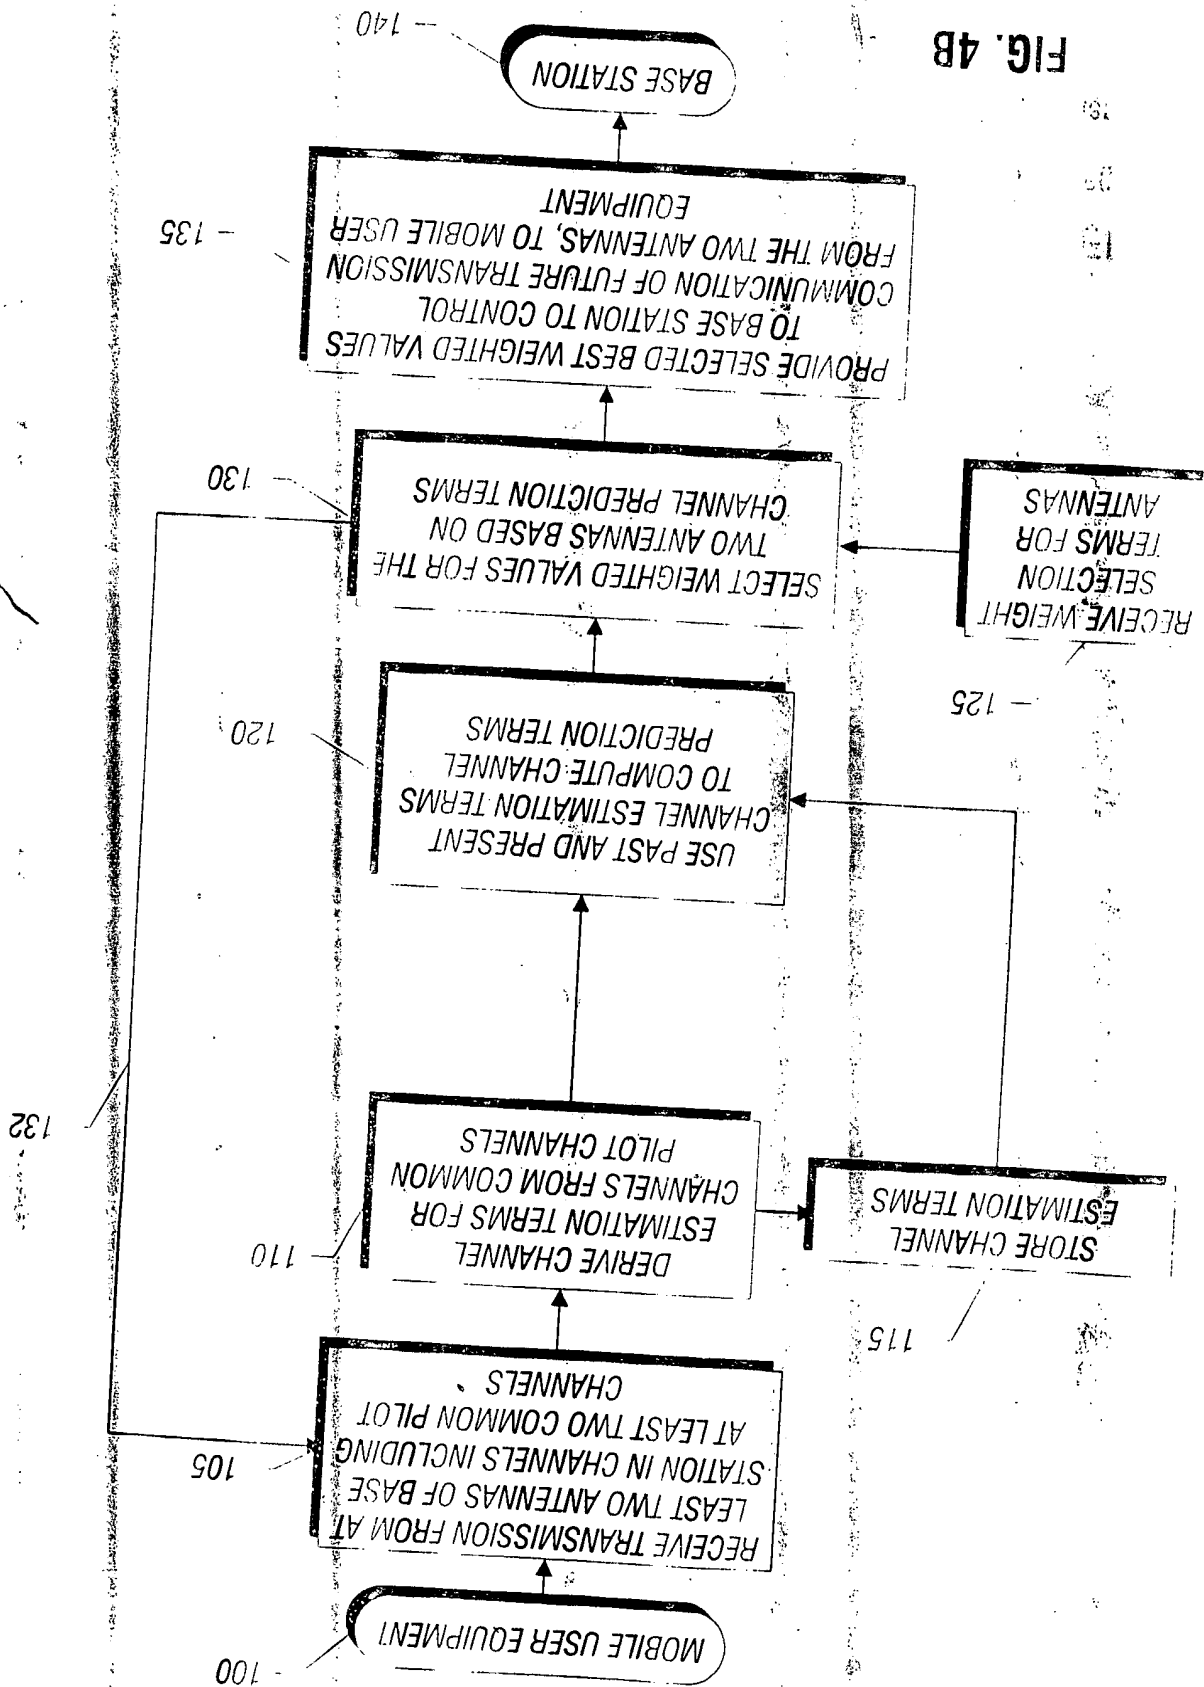 100
MOBILE USER EQUIPMENT
RECEIVE TRANSMISSION FROM AT
LEAST TWO ANTENNAS OF BASE
STATION IN CHANNELS INCLUDING
AT LEAST TWO COMMON PILOT
CHANNELS
105
115
STORE CHANNEL
ESTIMATION TERMS
DERIVE CHANNEL
ESTIMATION TERMS FOR
CHANNELS FROM COMMON
PILOT CHANNELS
110
132
USE PAST AND PRESENT
CHANNEL ESTIMATION TERMS
TO COMPUTE CHANNEL
PREDICTION TERMS
120
125
RECEIVE WEIGHT
SELECTION
TERMS FOR
ANTENNAS
SELECT WEIGHTED VALUES FOR THE
TWO ANTENNAS BASED ON
CHANNEL PREDICTION TERMS
130
PROVIDE SELECTED BEST WEIGHTED VALUES
TO BASE STATION TO CONTROL
COMMUNICATION OF FUTURE TRANSMISSION
FROM THE TWO ANTENNAS, TO MOBILE USER
EQUIPMENT
135
BASE STATION
140
FIG. 4B